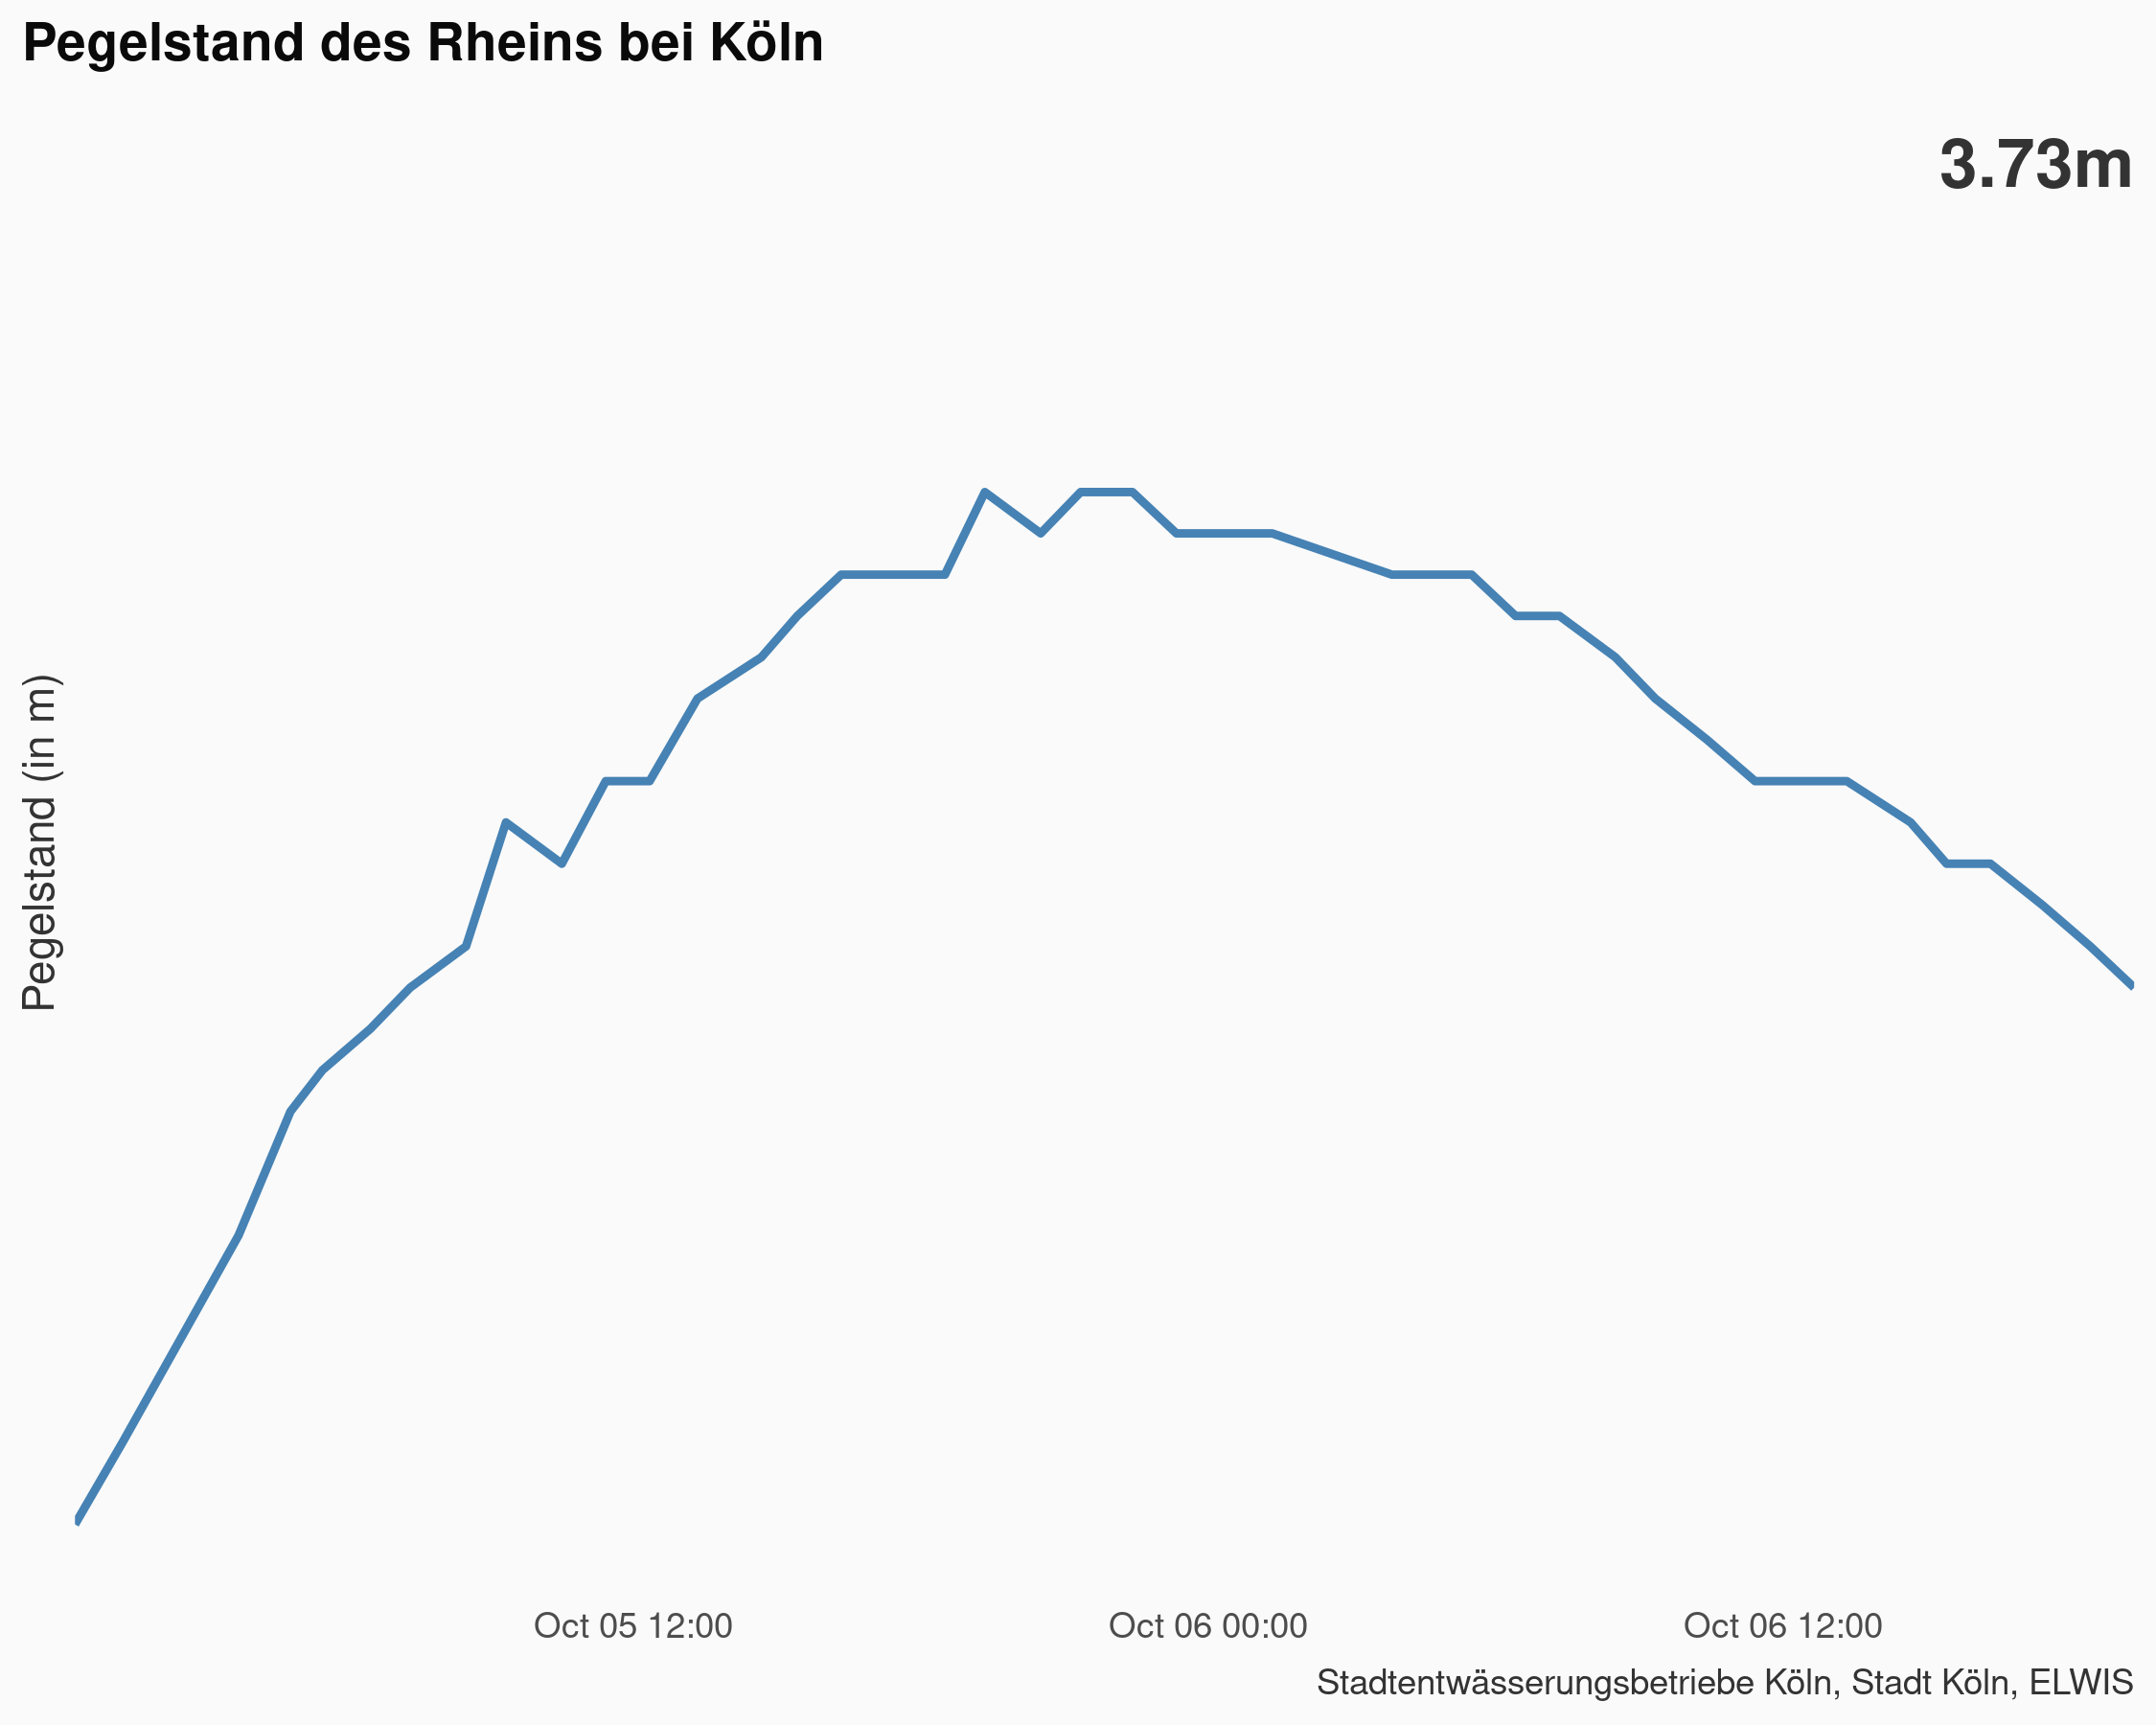 Pegelstand des Rheins bei Köln
3.73m
Pegelstand (in m)
Oct 05 12:00
Oct 06 00:00
Oct 06 12:00
Stadtentwässerungsbetriebe Köln, Stadt Köln, ELWIS